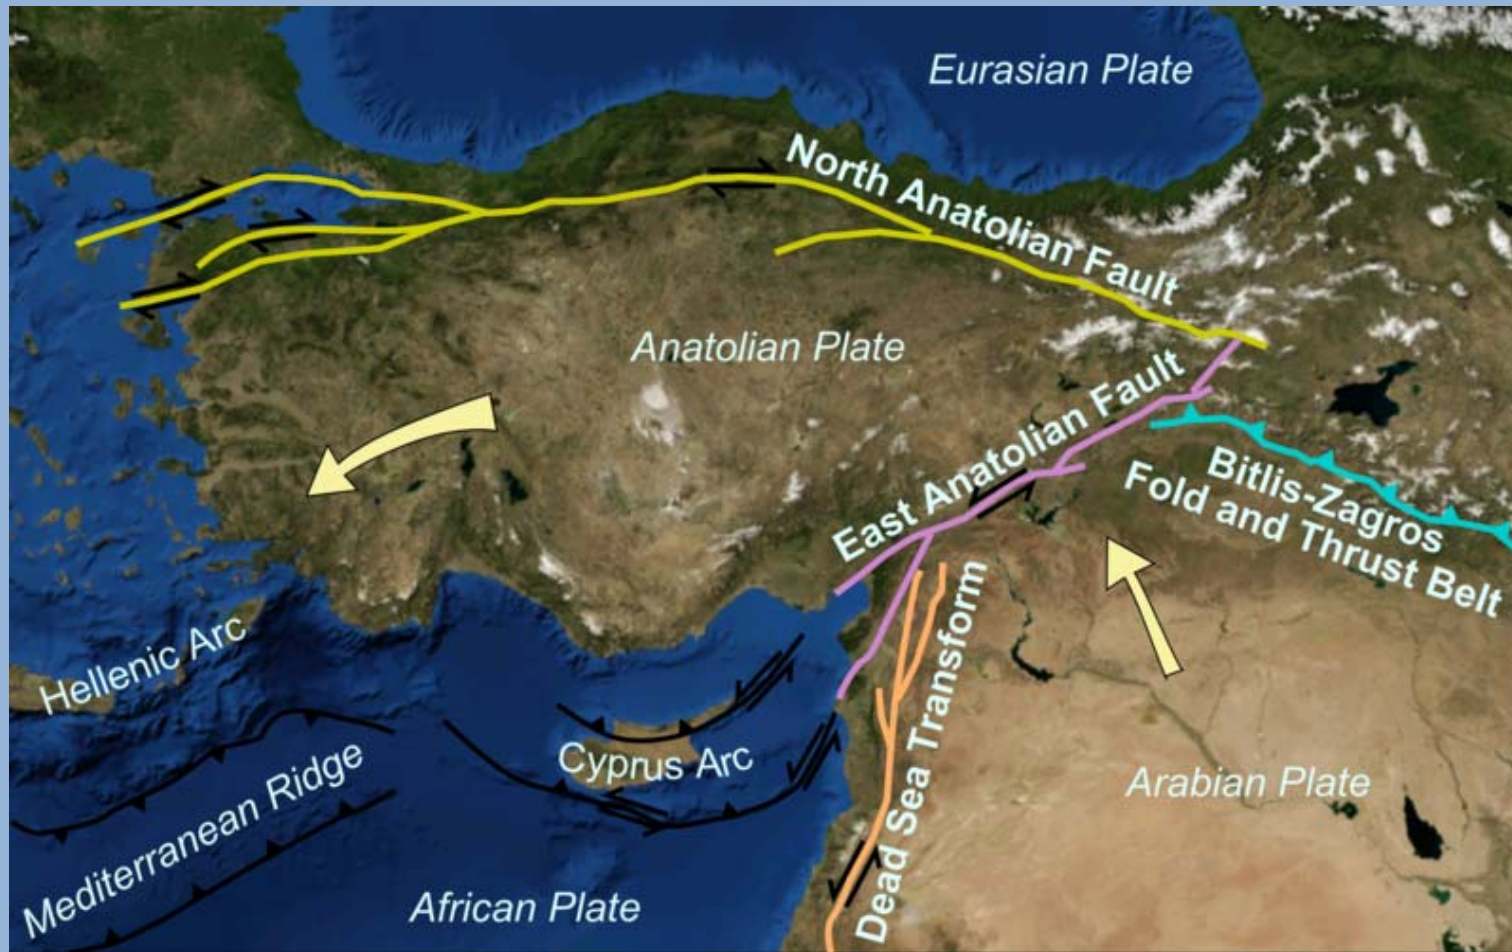 Eurasian Plate
North Anatolian Fault
Anatolian Plate
East Anatolian Fault
Bitlis-Zagros
Fold and Thrust Belt
Hellenic Arc
Cyprus Arc
Dead Sea Transform
Mediterranean Ridge
Arabian Plate
African Plate